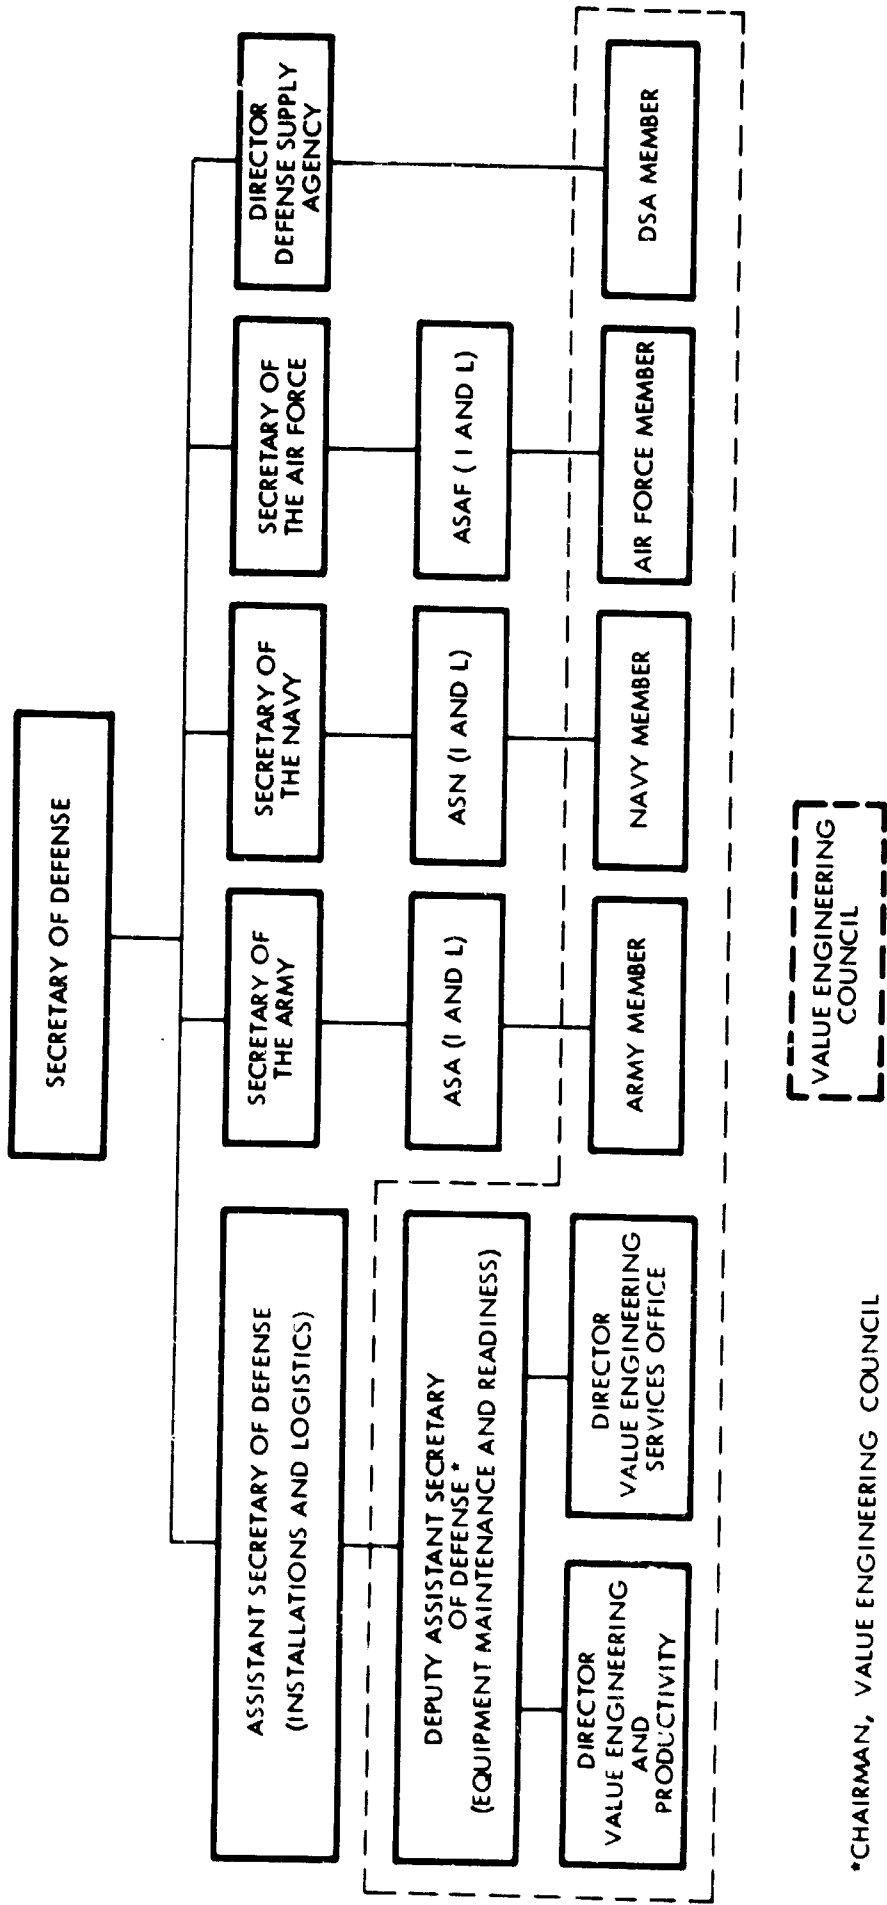 SECRETARY OF DEFENSE
ASSISTANT SECRETARY OF DEFENSE
(INSTALLATIONS AND LOGISTICS)
SECRETARY OF
THE ARMY
SECRETARY OF
THE NAVY
SECRETARY OF
THE AIR FORCE
DIRECTOR
DEFENSE SUPPLY
AGENCY
DEPUTY ASSISTANT SECRETARY
OF DEFENSE *
(EQUIPMENT MAINTENANCE AND READINESS)
ASA (I AND L)
ASN (I AND L)
ASAF ( I AND L)
DIRECTOR
VALUE ENGINEERING
AND
PRODUCTIVITY
DIRECTOR
VALUE ENGINEERING
SERVICES OFFICE
ARMY MEMBER
NAVY MEMBER
AIR FORCE MEMBER
DSA MEMBER
VALUE ENGINEERING
COUNCIL
*CHAIRMAN, VALUE ENGINEERING COUNCIL